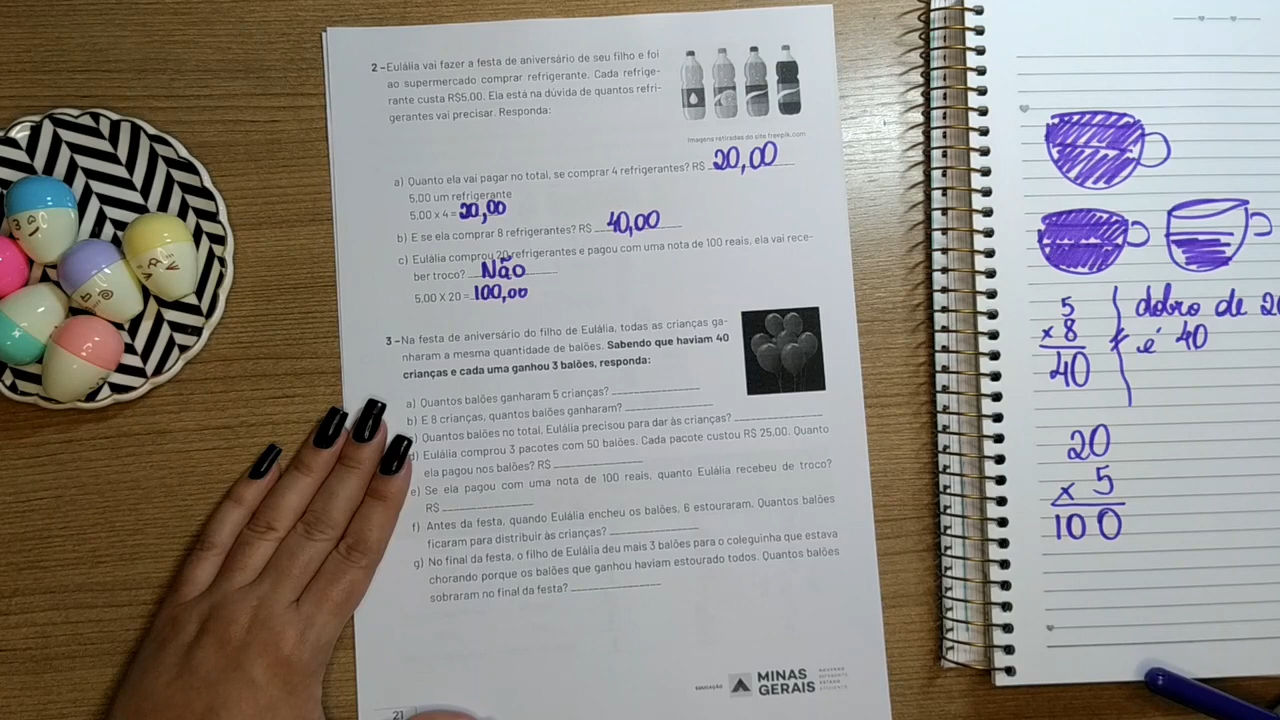 2 – Eulália vai fazer a festa de aniversário de seu filho e foi
ao supermercado comprar refrigerante. Cada refrige-
rante custa R$5,00. Ela está na dúvida de quantos refri-
gerantes vai precisar. Responda:
Imagens retiradas do site freepik.com
a) Quanto ela vai pagar no total, se comprar 4 refrigerantes? R$ 20,00
5,00 um refrigerante
5,00 x 4 = 20,00
b) E se ela comprar 8 refrigerantes? R$ 40,00
c) Eulália comprou 20 refrigerantes e pagou com uma nota de 100 reais, ela vai rece-
ber troco? Não
5,00 X 20 = 100,00
3 – Na festa de aniversário do filho de Eulália, todas as crianças ga-
nharam a mesma quantidade de balões. Sabendo que haviam 40
crianças e cada uma ganhou 3 balões, responda:
a) Quantos balões ganharam 5 crianças?
b) E 8 crianças, quantos balões ganharam?
) Quantos balões no total, Eulália precisou para dar às crianças?
d) Eulália comprou 3 pacotes com 50 balões. Cada pacote custou R$ 25,00. Quanto
ela pagou nos balões? R$
e) Se ela pagou com uma nota de 100 reais, quanto Eulália recebeu de troco?
R$
f) Antes da festa, quando Eulália encheu os balões, 6 estouraram. Quantos balões
ficaram para distribuir às crianças?
g) No final da festa, o filho de Eulália deu mais 3 balões para o coleguinha que estava
chorando porque os balões que ganhou haviam estourado todos. Quantos balões
sobraram no final da festa?
EDUCAÇÃO
MINAS
GERAIS
GOVERNO
DIFERENTE
ESTADO
EFICIENTE
21
5
x 8
40
dobro de
é 40
20
x 5
100